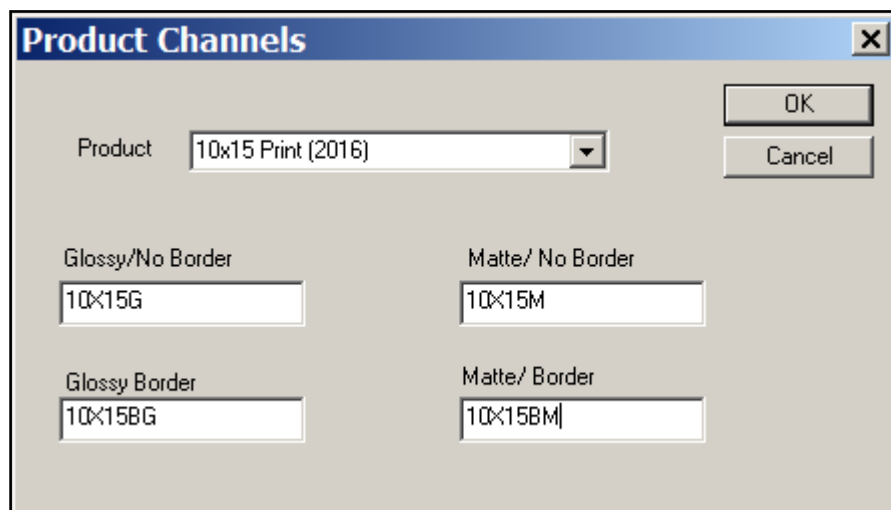 Product Channels
OK
Product 10x15 Print (2016)
Cancel
Glossy/No Border Matte/ No Border
10X15G 10X15M
Glossy Border Matte/ Border
10X15BG 10X15BM